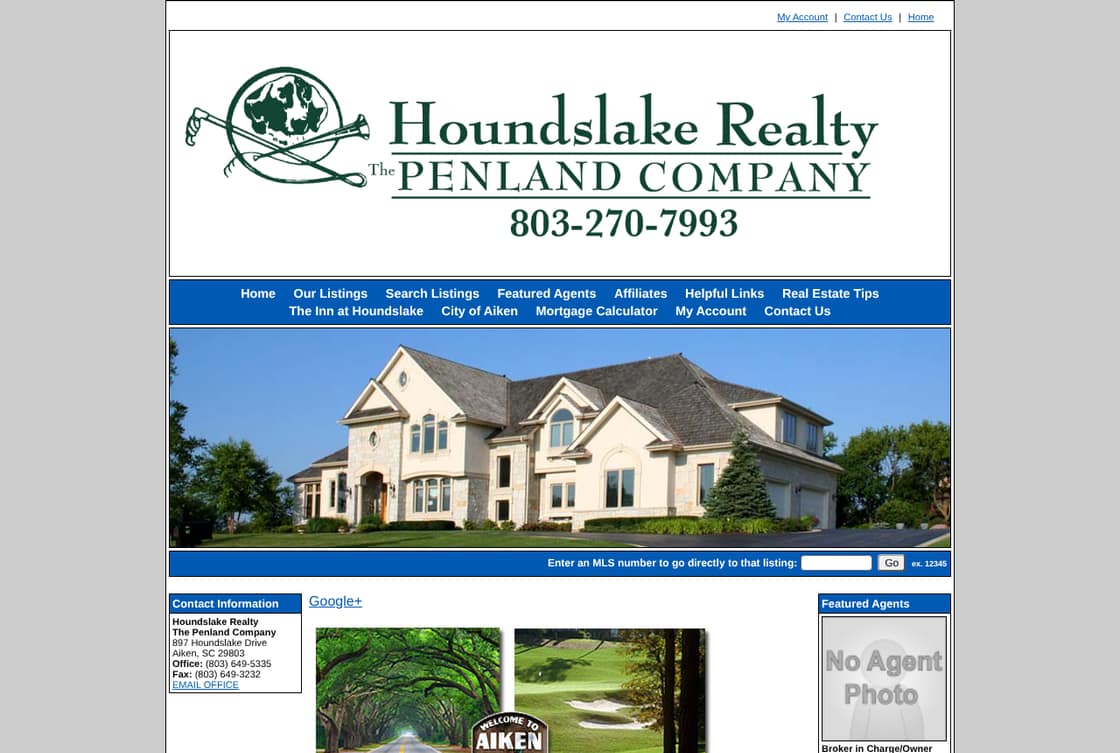 My Account | Contact Us | Home
Houndslake Realty
The PENLAND COMPANY
803-270-7993
Home Our Listings Search Listings Featured Agents Affiliates Helpful Links Real Estate Tips
The Inn at Houndslake City of Aiken Mortgage Calculator My Account Contact Us
Enter an MLS number to go directly to that listing: Go ex. 12345
Contact Information
Houndslake Realty
The Penland Company
897 Houndslake Drive
Aiken, SC 29803
Office: (803) 649-5335
Fax: (803) 649-3232
EMAIL OFFICE
Google+
WELCOME TO
AIKEN
Featured Agents
No Agent
Photo
Broker in Charge/Owner